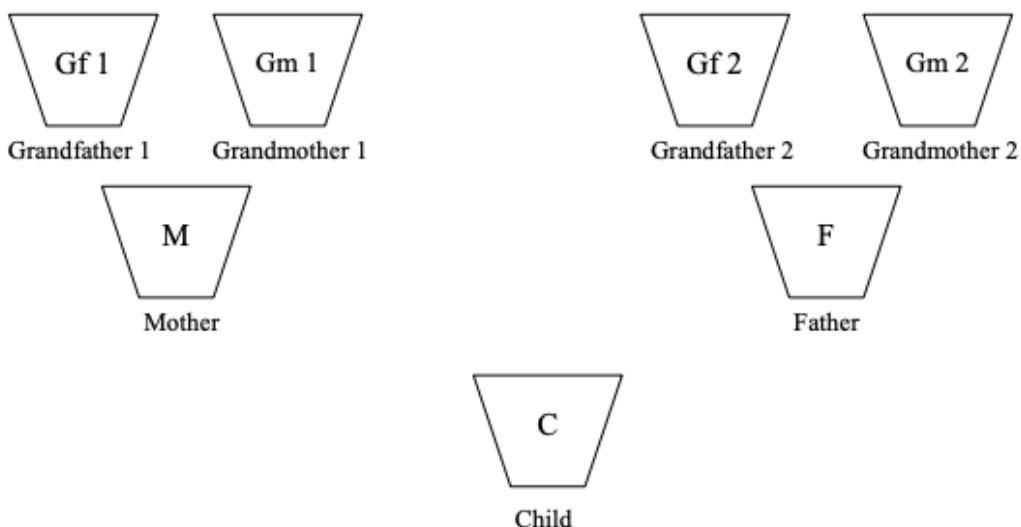 Gf 1 Gm 1 Gf 2 Gm 2
Grandfather 1 Grandmother 1 Grandfather 2 Grandmother 2
M F
Mother Father
C
Child